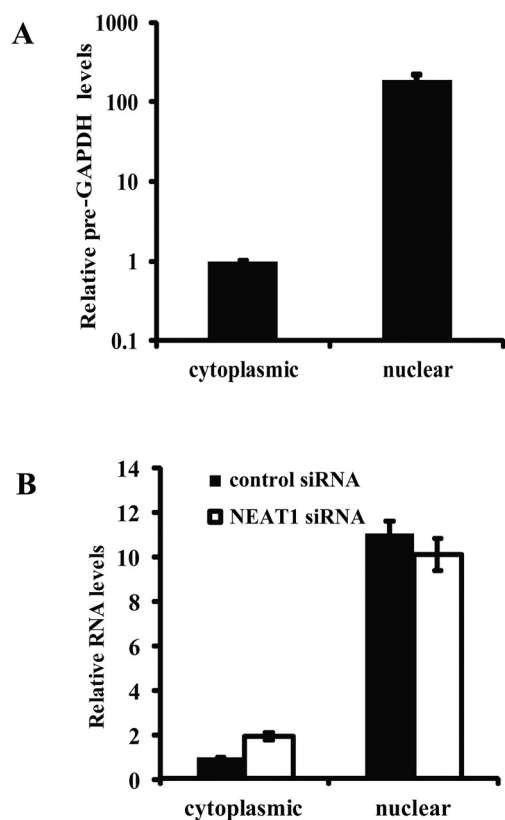 A
Relative pre-GAPDH levels
1000
100
10
1
0.1
cytoplasmic nuclear
B
Relative RNA levels
14
12
10
8
6
4
2
0
control siRNA
NEAT1 siRNA
cytoplasmic nuclear